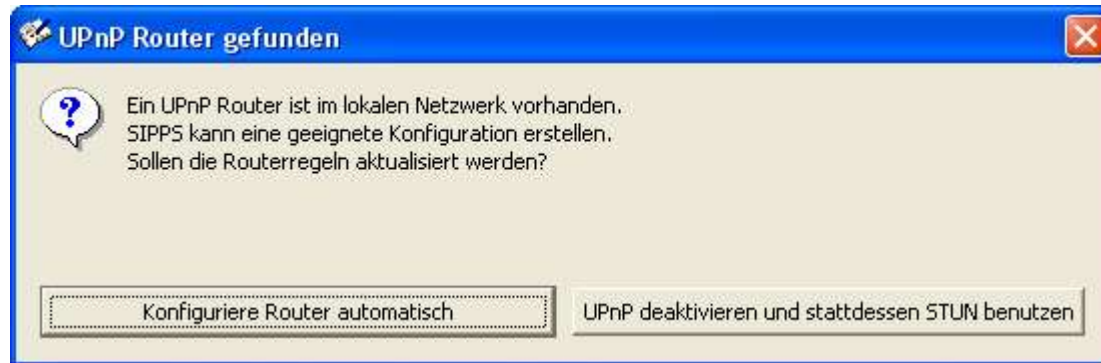 UPnP Router gefunden
Ein UPnP Router ist im lokalen Netzwerk vorhanden.
SIPPS kann eine geeignete Konfiguration erstellen.
Sollen die Routerregeln aktualisiert werden?
Konfiguriere Router automatisch
UPnP deaktivieren und stattdessen STUN benutzen